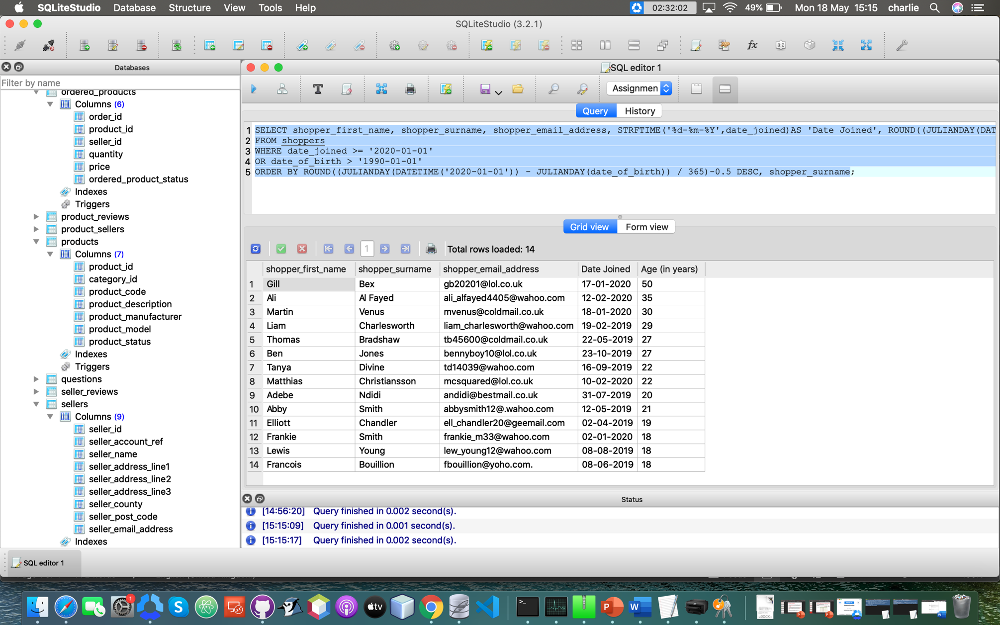 SQLiteStudio Database Structure View Tools Help 02:32:02 49% Mon 18 May 15:15 charlie
SQLiteStudio (3.2.1)
Databases
Filter by name
ordered_products
Columns (6)
order_id
product_id
seller_id
quantity
price
ordered_product_status
Indexes
Triggers
product_reviews
product_sellers
products
Columns (7)
product_id
category_id
product_code
product_description
product_manufacturer
product_model
product_status
Indexes
Triggers
questions
seller_reviews
sellers
Columns (9)
seller_id
seller_account_ref
seller_name
seller_address_line1
seller_address_line2
seller_address_line3
seller_county
seller_post_code
seller_email_address
Indexes
SQL editor 1
Assignmen
Query History
1 SELECT shopper_first_name, shopper_surname, shopper_email_address, STRFTIME('%d-%m-%Y',date_joined)AS 'Date Joined', ROUND((JULIANDAY(DAT
2 FROM shoppers
3 WHERE date_joined >= '2020-01-01'
4 OR date_of_birth > '1990-01-01'
5 ORDER BY ROUND((JULIANDAY(DATETIME('2020-01-01')) - JULIANDAY(date_of_birth)) / 365)-0.5 DESC, shopper_surname;
Grid view Form view
1 Total rows loaded: 14
shopper_first_name shopper_surname shopper_email_address Date Joined Age (in years)
1 Gill Bex gb20201@lol.co.uk 17-01-2020 50
2 Ali Al Fayed ali_alfayed4405@wahoo.com 12-02-2020 35
3 Martin Venus mvenus@coldmail.co.uk 18-01-2020 30
4 Liam Charlesworth liam_charlesworth@wahoo.com 19-02-2019 29
5 Thomas Bradshaw tb45600@coldmail.co.uk 22-05-2019 27
6 Ben Jones bennyboy10@lol.co.uk 23-10-2019 27
7 Tanya Divine td14039@wahoo.com 16-09-2019 22
8 Matthias Christiansson mcsquared@lol.co.uk 10-02-2020 22
9 Adebe Ndidi andidi@bestmail.co.uk 31-07-2019 20
10 Abby Smith abbysmith12@.wahoo.com 12-05-2019 21
11 Elliott Chandler ell_chandler20@geemail.com 02-04-2019 19
12 Frankie Smith frankie_m33@wahoo.com 02-01-2020 18
13 Lewis Young lew_young12@wahoo.com 08-08-2019 18
14 Francois Bouillion fbouillion@yoho.com. 08-06-2019 18
Status
[14:56:20] Query finished in 0.002 second(s).
[15:15:09] Query finished in 0.001 second(s).
[15:15:17] Query finished in 0.002 second(s).
SQL editor 1